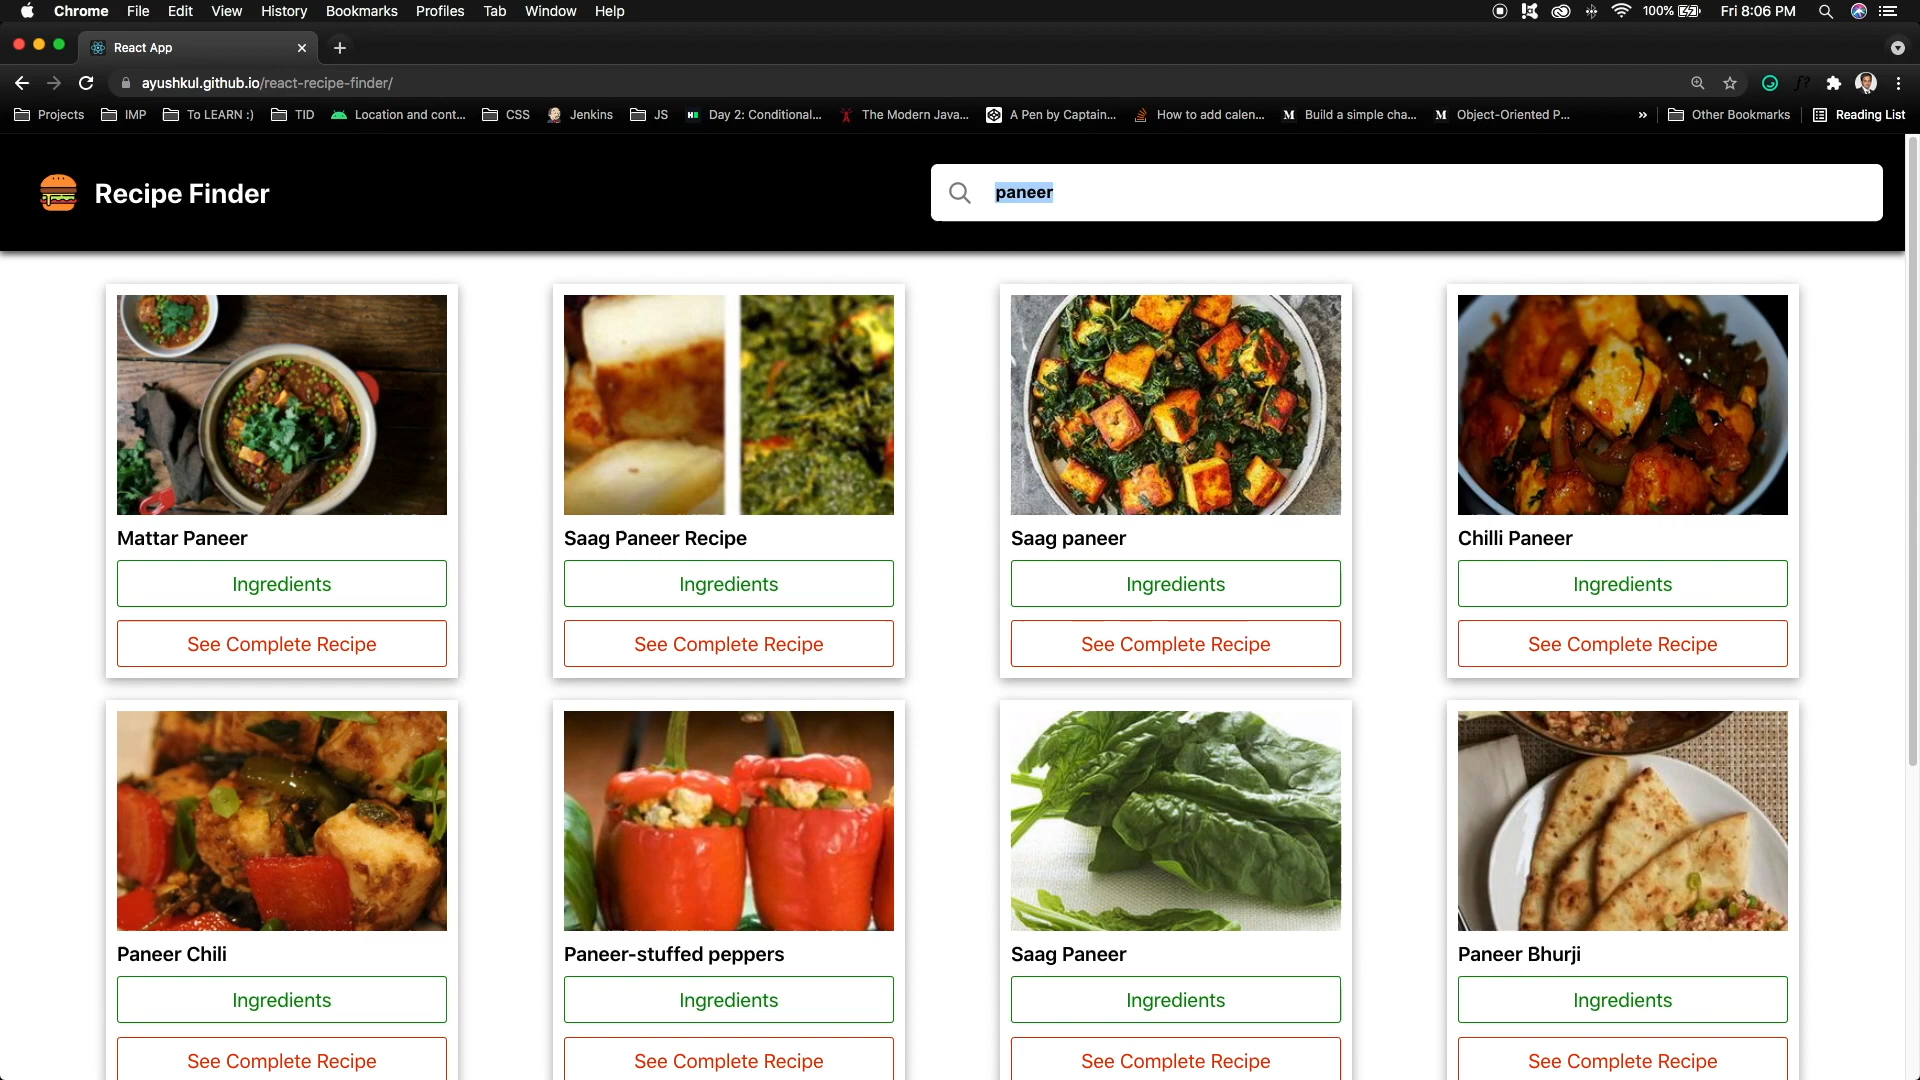 Chrome File Edit View History Bookmarks Profiles Tab Window Help 100% Fri 8:06 PM
React App
ayushkul.github.io/react-recipe-finder/
Projects IMP To LEARN :) TID Location and cont... CSS Jenkins JS Day 2: Conditional... The Modern Java... A Pen by Captain... How to add calen... M Build a simple cha... M Object-Oriented P... » Other Bookmarks Reading List
Recipe Finder paneer
Mattar Paneer Saag Paneer Recipe Saag paneer Chilli Paneer
Ingredients Ingredients Ingredients Ingredients
See Complete Recipe See Complete Recipe See Complete Recipe See Complete Recipe
Paneer Chili Paneer-stuffed peppers Saag Paneer Paneer Bhurji
Ingredients Ingredients Ingredients Ingredients
See Complete Recipe See Complete Recipe See Complete Recipe See Complete Recipe